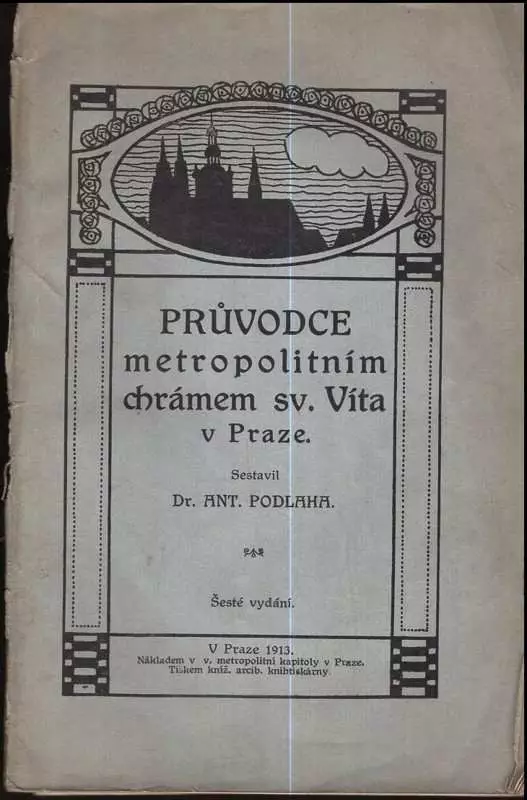 PRŮVODCE
metropolitním
chrámem sv. Víta
v Praze.
Sestavil
Dr. ANT. PODLAHA.
Šesté vydání.
V Praze 1913.
Nákladem v v. metropolitní kapitoly v Praze.
Tiskem kníž. arcib. knihtiskárny.